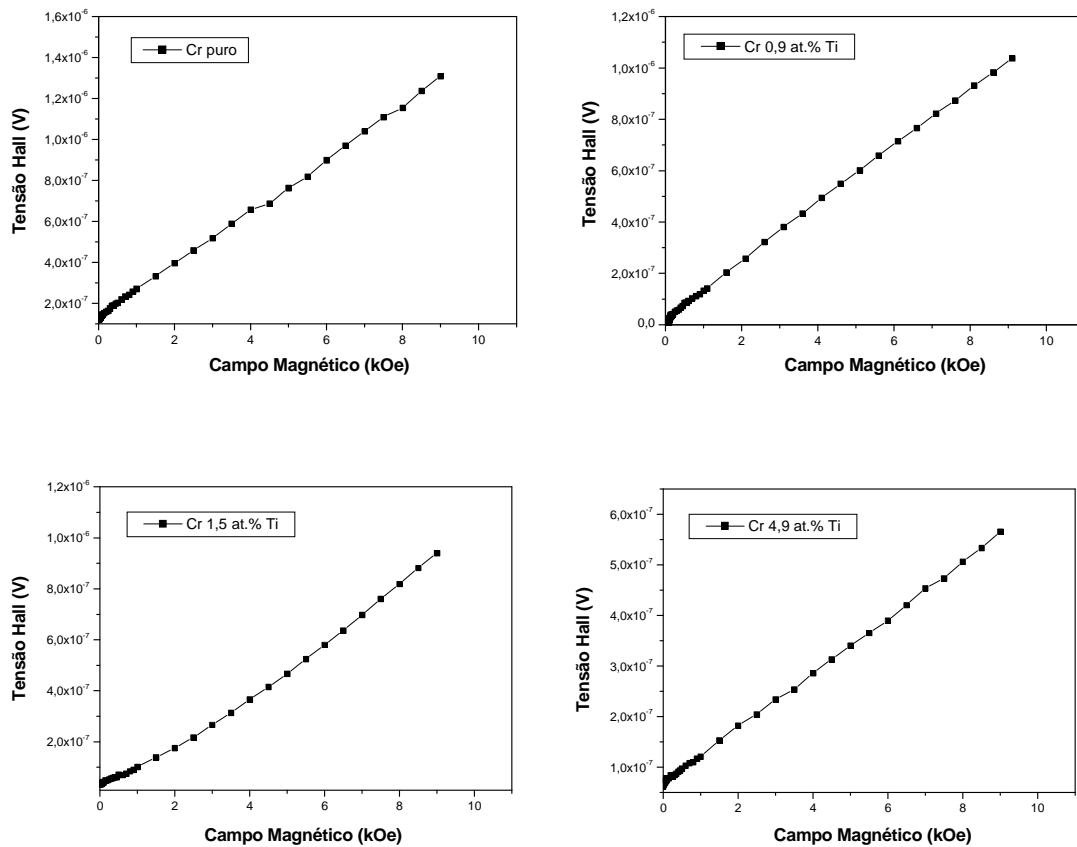 1,6x10⁻⁶
1,4x10⁻⁶
1,2x10⁻⁶
1,0x10⁻⁶
8,0x10⁻⁷
6,0x10⁻⁷
4,0x10⁻⁷
2,0x10⁻⁷
Tensão Hall (V)
Cr puro
0 2 4 6 8 10
Campo Magnético (kOe)
1,2x10⁻⁶
1,0x10⁻⁶
8,0x10⁻⁷
6,0x10⁻⁷
4,0x10⁻⁷
2,0x10⁻⁷
0,0
Tensão Hall (V)
Cr 0,9 at.% Ti
0 2 4 6 8 10
Campo Magnético (kOe)
1,2x10⁻⁶
1,0x10⁻⁶
8,0x10⁻⁷
6,0x10⁻⁷
4,0x10⁻⁷
2,0x10⁻⁷
Tensão Hall (V)
Cr 1,5 at.% Ti
0 2 4 6 8 10
Campo Magnético (kOe)
6,0x10⁻⁷
5,0x10⁻⁷
4,0x10⁻⁷
3,0x10⁻⁷
2,0x10⁻⁷
1,0x10⁻⁷
Tensão Hall (V)
Cr 4,9 at.% Ti
0 2 4 6 8 10
Campo Magnético (kOe)